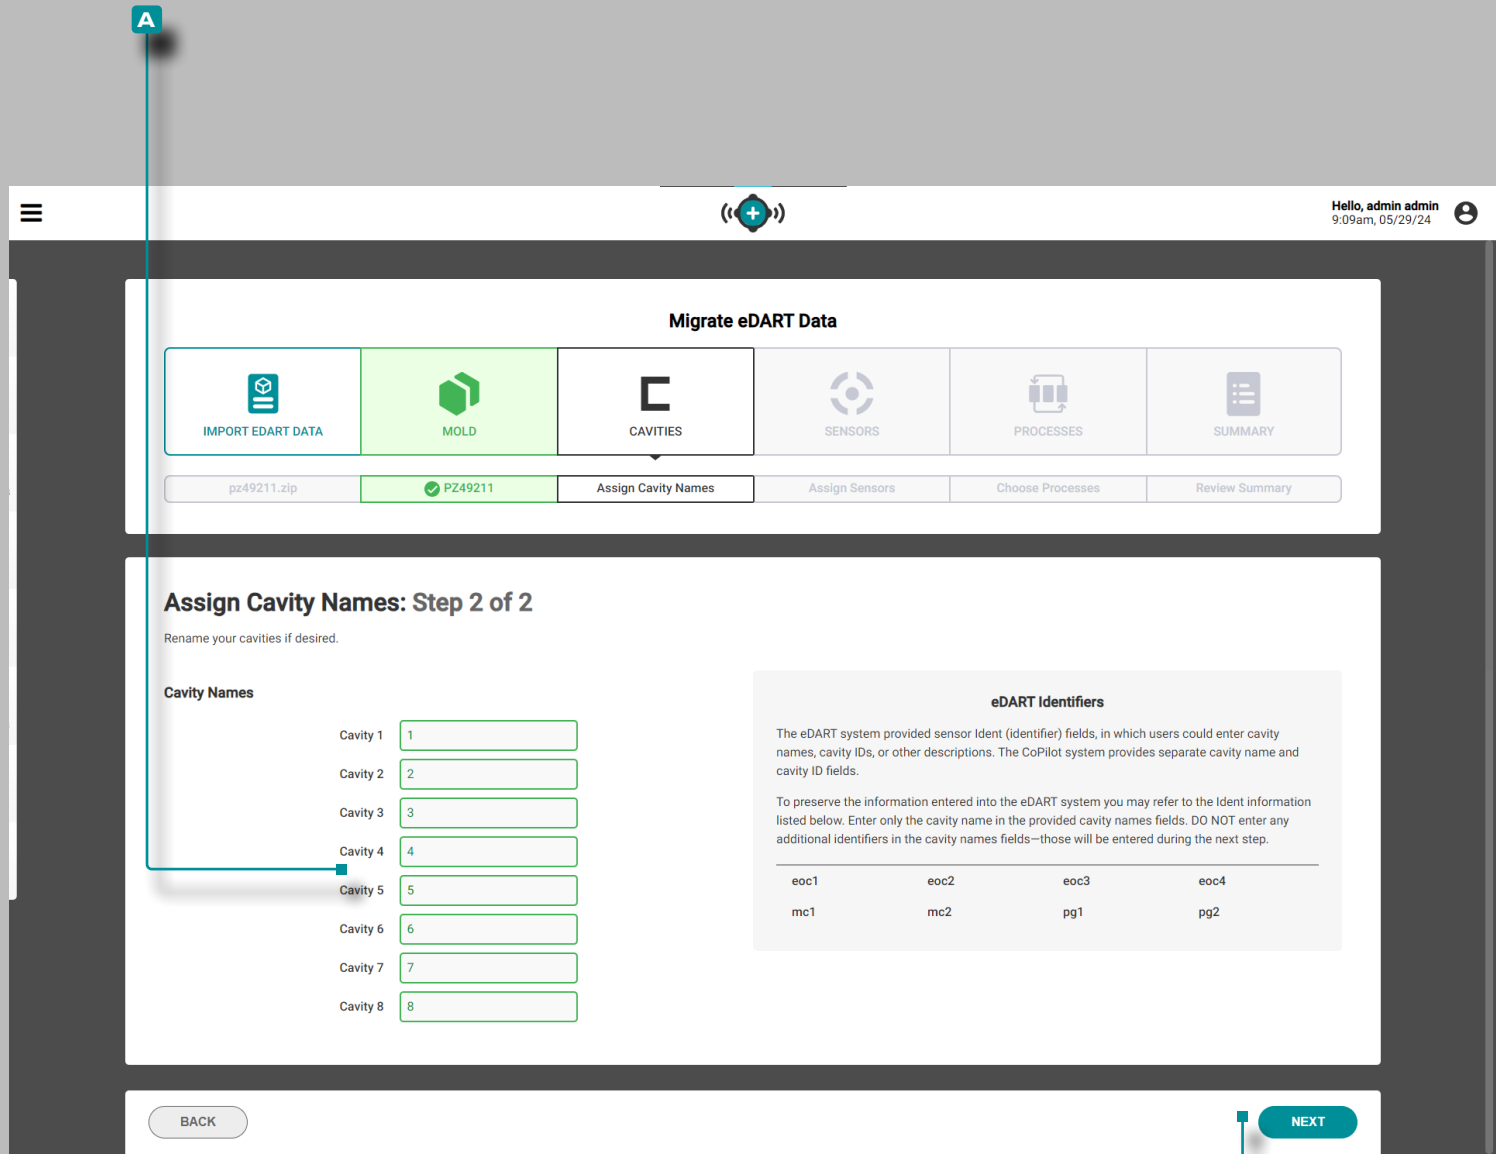 A
Hello, admin admin
9:09am, 05/29/24
Migrate eDART Data
IMPORT EDART DATA
MOLD
CAVITIES
SENSORS
PROCESSES
SUMMARY
pz49211.zip
PZ49211
Assign Cavity Names
Assign Sensors
Choose Processes
Review Summary
Assign Cavity Names: Step 2 of 2
Rename your cavities if desired.
Cavity Names
Cavity 1 1
Cavity 2 2
Cavity 3 3
Cavity 4 4
Cavity 5 5
Cavity 6 6
Cavity 7 7
Cavity 8 8
eDART Identifiers
The eDART system provided sensor Ident (identifier) fields, in which users could enter cavity
names, cavity IDs, or other descriptions. The CoPilot system provides separate cavity name and
cavity ID fields.
To preserve the information entered into the eDART system you may refer to the Ident information
listed below. Enter only the cavity name in the provided cavity names fields. DO NOT enter any
additional identifiers in the cavity names fields—those will be entered during the next step.
eoc1 eoc2 eoc3 eoc4
mc1 mc2 pg1 pg2
BACK
NEXT